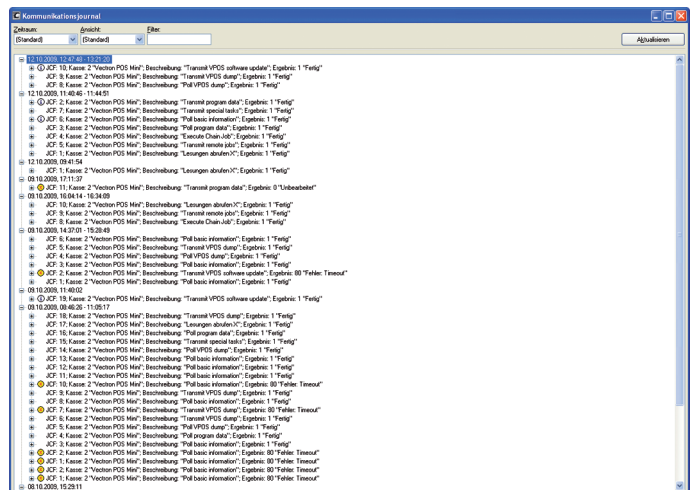 Kommunikationsjournal
Zeitraum: Ansicht: Filter:
(Standard) (Standard) Aktualisieren
12.10.2009, 12:47:48 - 13:21:20
JCF: 10; Kasse: 2 "Vectron POS Mini"; Beschreibung: "Transmit VPOS software update"; Ergebnis: 1 "Fertig"
JCF: 9; Kasse: 2 "Vectron POS Mini"; Beschreibung: "Transmit VPOS dump"; Ergebnis: 1 "Fertig"
JCF: 8; Kasse: 2 "Vectron POS Mini"; Beschreibung: "Poll VPOS dump"; Ergebnis: 1 "Fertig"
12.10.2009, 11:40:46 - 11:44:51
JCF: 2; Kasse: 2 "Vectron POS Mini"; Beschreibung: "Transmit program data"; Ergebnis: 1 "Fertig"
JCF: 7; Kasse: 2 "Vectron POS Mini"; Beschreibung: "Transmit special tasks"; Ergebnis: 1 "Fertig"
JCF: 6; Kasse: 2 "Vectron POS Mini"; Beschreibung: "Poll basic information"; Ergebnis: 1 "Fertig"
JCF: 3; Kasse: 2 "Vectron POS Mini"; Beschreibung: "Poll program data"; Ergebnis: 1 "Fertig"
JCF: 4; Kasse: 2 "Vectron POS Mini"; Beschreibung: "Execute Chain Job"; Ergebnis: 1 "Fertig"
JCF: 5; Kasse: 2 "Vectron POS Mini"; Beschreibung: "Transmit remote jobs"; Ergebnis: 1 "Fertig"
JCF: 1; Kasse: 2 "Vectron POS Mini"; Beschreibung: "Lesungen abrufen X"; Ergebnis: 1 "Fertig"
12.10.2009, 09:41:54
JCF: 1; Kasse: 2 "Vectron POS Mini"; Beschreibung: "Lesungen abrufen X"; Ergebnis: 1 "Fertig"
09.10.2009, 17:11:37
JCF: 11; Kasse: 2 "Vectron POS Mini"; Beschreibung: "Transmit program data"; Ergebnis: 0 "Unbearbeitet"
09.10.2009, 16:04:14 - 16:34:09
JCF: 10; Kasse: 2 "Vectron POS Mini"; Beschreibung: "Lesungen abrufen X"; Ergebnis: 1 "Fertig"
JCF: 9; Kasse: 2 "Vectron POS Mini"; Beschreibung: "Transmit remote jobs"; Ergebnis: 1 "Fertig"
JCF: 8; Kasse: 2 "Vectron POS Mini"; Beschreibung: "Execute Chain Job"; Ergebnis: 1 "Fertig"
09.10.2009, 14:37:01 - 15:28:49
JCF: 6; Kasse: 2 "Vectron POS Mini"; Beschreibung: "Poll basic information"; Ergebnis: 1 "Fertig"
JCF: 5; Kasse: 2 "Vectron POS Mini"; Beschreibung: "Transmit VPOS dump"; Ergebnis: 1 "Fertig"
JCF: 4; Kasse: 2 "Vectron POS Mini"; Beschreibung: "Poll VPOS dump"; Ergebnis: 1 "Fertig"
JCF: 3; Kasse: 2 "Vectron POS Mini"; Beschreibung: "Poll basic information"; Ergebnis: 1 "Fertig"
JCF: 2; Kasse: 2 "Vectron POS Mini"; Beschreibung: "Transmit VPOS software update"; Ergebnis: 80 "Fehler: Timeout"
JCF: 1; Kasse: 2 "Vectron POS Mini"; Beschreibung: "Poll basic information"; Ergebnis: 1 "Fertig"
09.10.2009, 11:40:02
JCF: 19; Kasse: 2 "Vectron POS Mini"; Beschreibung: "Transmit VPOS software update"; Ergebnis: 1 "Fertig"
09.10.2009, 08:46:26 - 11:05:17
JCF: 18; Kasse: 2 "Vectron POS Mini"; Beschreibung: "Transmit VPOS dump"; Ergebnis: 1 "Fertig"
JCF: 17; Kasse: 2 "Vectron POS Mini"; Beschreibung: "Lesungen abrufen X"; Ergebnis: 1 "Fertig"
JCF: 16; Kasse: 2 "Vectron POS Mini"; Beschreibung: "Poll program data"; Ergebnis: 1 "Fertig"
JCF: 15; Kasse: 2 "Vectron POS Mini"; Beschreibung: "Transmit special tasks"; Ergebnis: 1 "Fertig"
JCF: 14; Kasse: 2 "Vectron POS Mini"; Beschreibung: "Poll VPOS dump"; Ergebnis: 1 "Fertig"
JCF: 13; Kasse: 2 "Vectron POS Mini"; Beschreibung: "Poll basic information"; Ergebnis: 1 "Fertig"
JCF: 12; Kasse: 2 "Vectron POS Mini"; Beschreibung: "Poll basic information"; Ergebnis: 1 "Fertig"
JCF: 11; Kasse: 2 "Vectron POS Mini"; Beschreibung: "Poll basic information"; Ergebnis: 1 "Fertig"
JCF: 10; Kasse: 2 "Vectron POS Mini"; Beschreibung: "Poll basic information"; Ergebnis: 80 "Fehler: Timeout"
JCF: 9; Kasse: 2 "Vectron POS Mini"; Beschreibung: "Transmit VPOS dump"; Ergebnis: 1 "Fertig"
JCF: 8; Kasse: 2 "Vectron POS Mini"; Beschreibung: "Poll basic information"; Ergebnis: 1 "Fertig"
JCF: 7; Kasse: 2 "Vectron POS Mini"; Beschreibung: "Transmit VPOS dump"; Ergebnis: 80 "Fehler: Timeout"
JCF: 6; Kasse: 2 "Vectron POS Mini"; Beschreibung: "Transmit VPOS dump"; Ergebnis: 1 "Fertig"
JCF: 5; Kasse: 2 "Vectron POS Mini"; Beschreibung: "Poll VPOS dump"; Ergebnis: 1 "Fertig"
JCF: 4; Kasse: 2 "Vectron POS Mini"; Beschreibung: "Poll program data"; Ergebnis: 1 "Fertig"
JCF: 3; Kasse: 2 "Vectron POS Mini"; Beschreibung: "Poll basic information"; Ergebnis: 1 "Fertig"
JCF: 2; Kasse: 2 "Vectron POS Mini"; Beschreibung: "Poll basic information"; Ergebnis: 80 "Fehler: Timeout"
JCF: 1; Kasse: 2 "Vectron POS Mini"; Beschreibung: "Poll basic information"; Ergebnis: 80 "Fehler: Timeout"
JCF: 2; Kasse: 2 "Vectron POS Mini"; Beschreibung: "Poll basic information"; Ergebnis: 80 "Fehler: Timeout"
JCF: 1; Kasse: 2 "Vectron POS Mini"; Beschreibung: "Poll basic information"; Ergebnis: 80 "Fehler: Timeout"
08.10.2009, 15:29:11